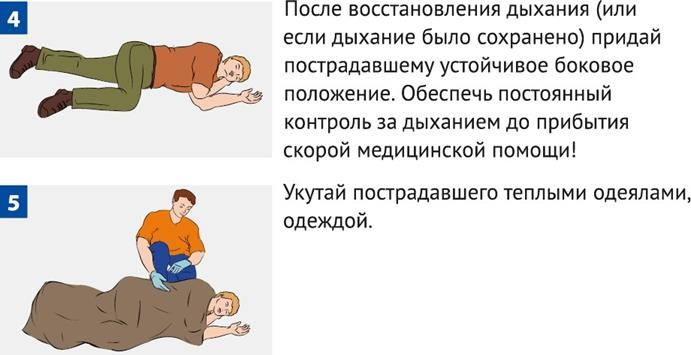 4
После восстановления дыхания (или
если дыхание было сохранено) придай
пострадавшему устойчивое боковое
положение. Обеспечь постоянный
контроль за дыханием до прибытия
скорой медицинской помощи!
5
Укутай пострадавшего теплыми одеялами,
одеждой.